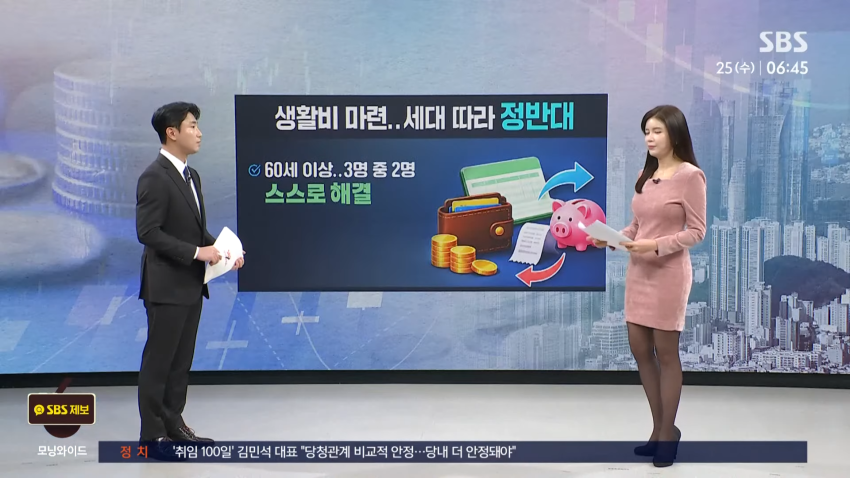 SBS
25(수) | 06:45
생활비 마련..세대 따라 정반대
60세 이상..3명 중 2명
스스로 해결
SBS 제보
모닝와이드
정치 '취임 100일' 김민석 대표 "당청관계 비교적 안정…당내 더 안정돼야"